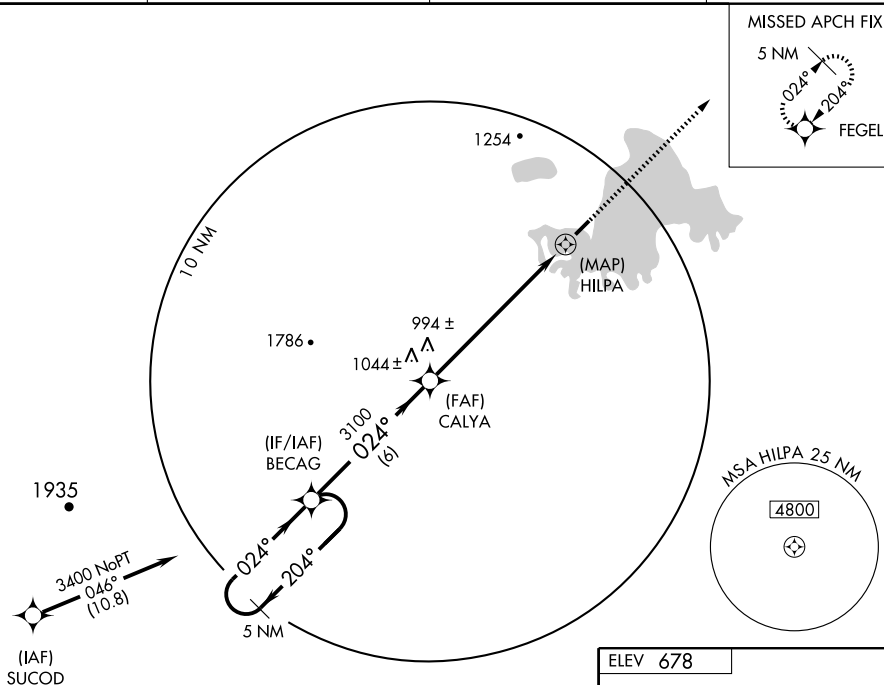 MISSED APCH FIX
5 NM
024°
204°
FEGEL
1254
10 NM
(MAP)
HILPA
994 ±
1786
1044 ±
(FAF)
CALYA
3100
024°
(6)
(IF/IAF)
BECAG
MSA HILPA 25 NM
4800
1935
024°
204°
3400 NoPT
046°
(10.8)
5 NM
(IAF)
SUCOD
ELEV 678